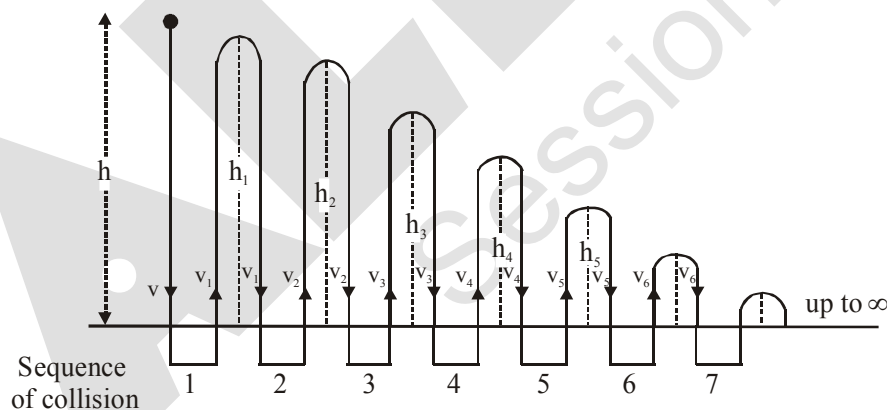 h
h₁
h₂
h₃
h₄
h₅
v
v₁
v₁
v₂
v₂
v₃
v₃
v₄
v₄
v₅
v₅
v₆
v₆
up to ∞
Sequence
of collision
1
2
3
4
5
6
7
Session